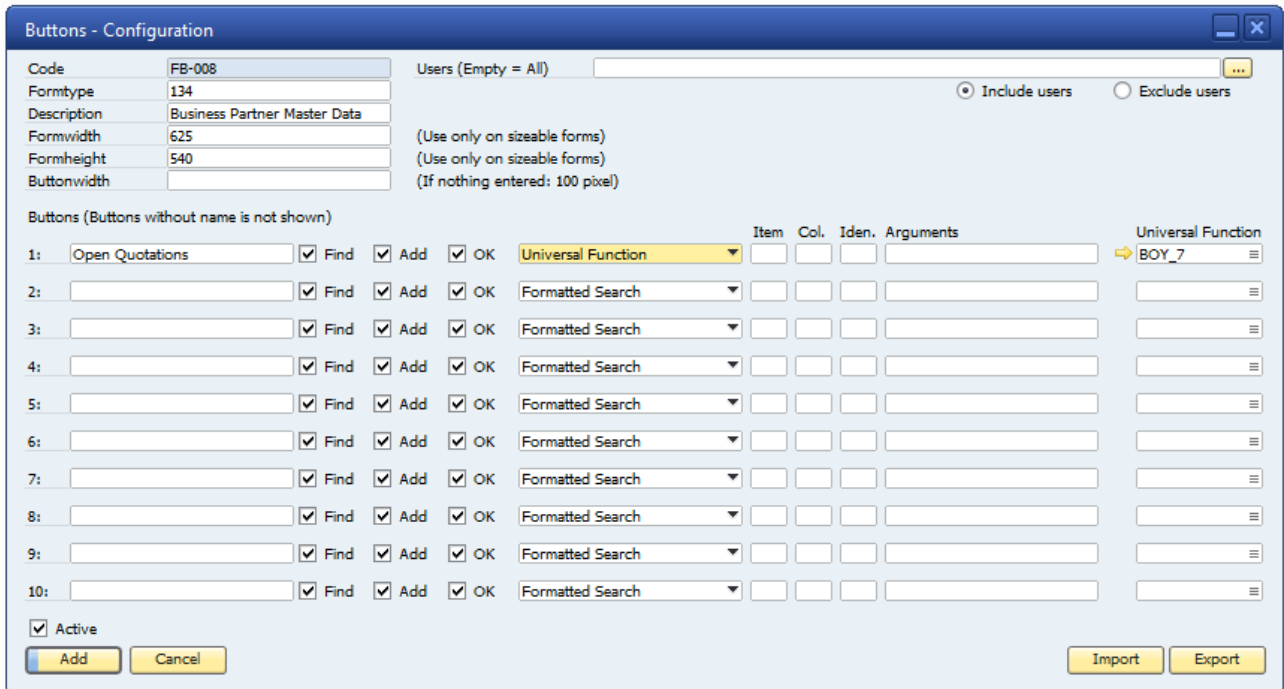 Buttons - Configuration
Code FB-008 Users (Empty = All) ...
Formtype 134 Include users Exclude users
Description Business Partner Master Data
Formwidth 625 (Use only on sizeable forms)
Formheight 540 (Use only on sizeable forms)
Buttonwidth (If nothing entered: 100 pixel)
Buttons (Buttons without name is not shown)
Item Col. Iden. Arguments Universal Function
1: Open Quotations Find Add OK Universal Function BOY_7
2: Find Add OK Formatted Search
3: Find Add OK Formatted Search
4: Find Add OK Formatted Search
5: Find Add OK Formatted Search
6: Find Add OK Formatted Search
7: Find Add OK Formatted Search
8: Find Add OK Formatted Search
9: Find Add OK Formatted Search
10: Find Add OK Formatted Search
Active
Add Cancel Import Export